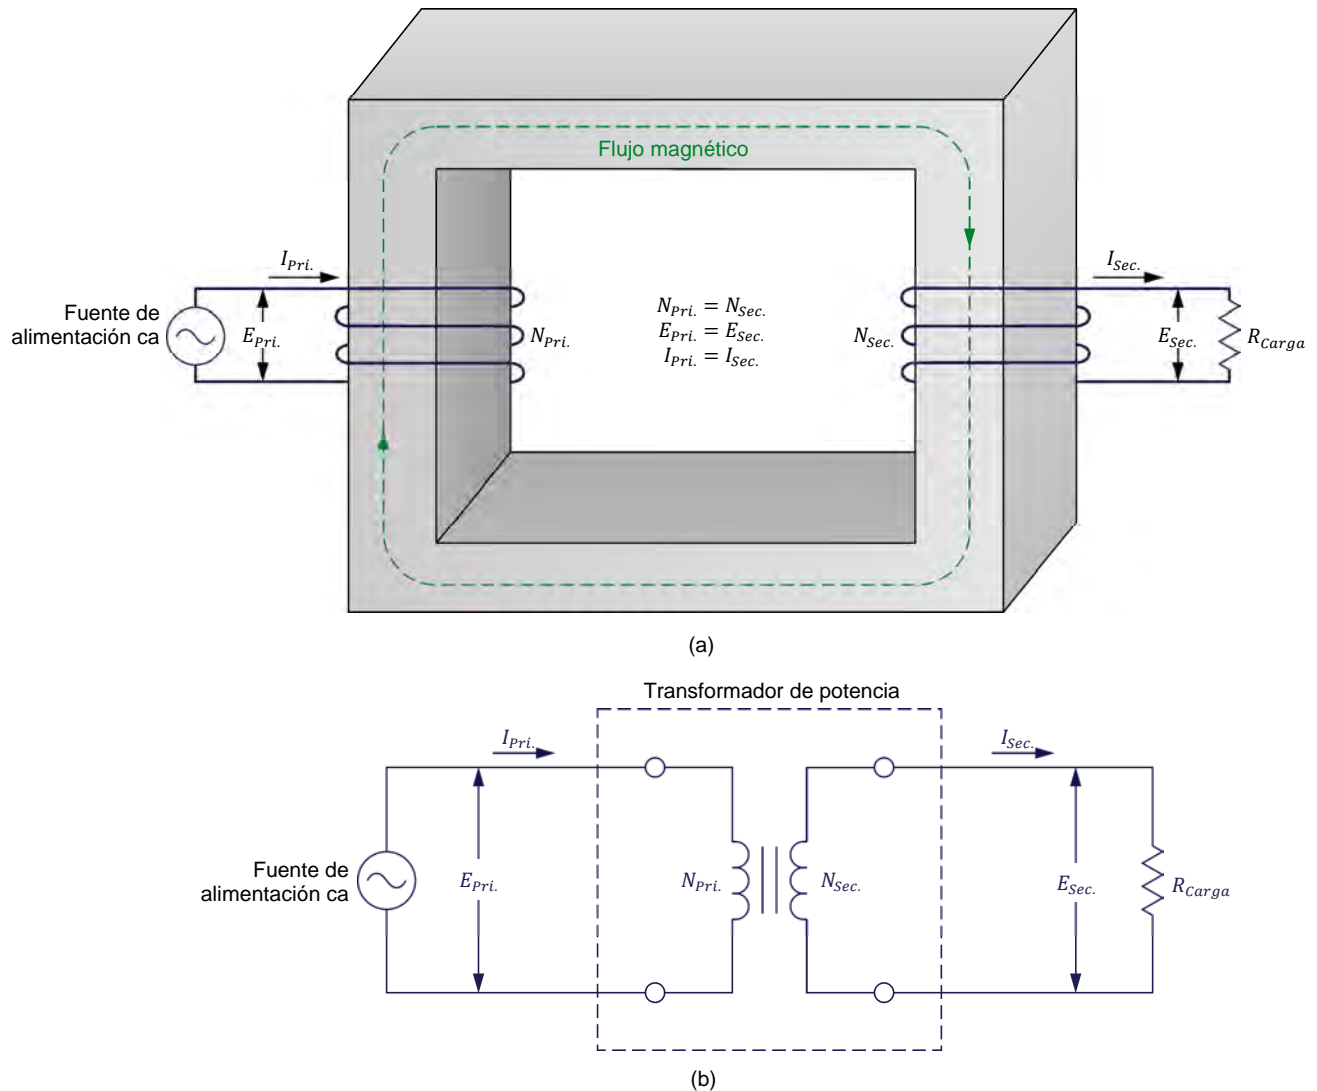 Flujo magnético
I_Pri.
I_Sec.
Fuente de
alimentación ca
E_Pri.
N_Pri.
N_Pri. = N_Sec.
E_Pri. = E_Sec.
I_Pri. = I_Sec.
N_Sec.
E_Sec.
R_Carga
(a)
Transformador de potencia
I_Pri.
I_Sec.
Fuente de
alimentación ca
E_Pri.
N_Pri.
N_Sec.
E_Sec.
R_Carga
(b)